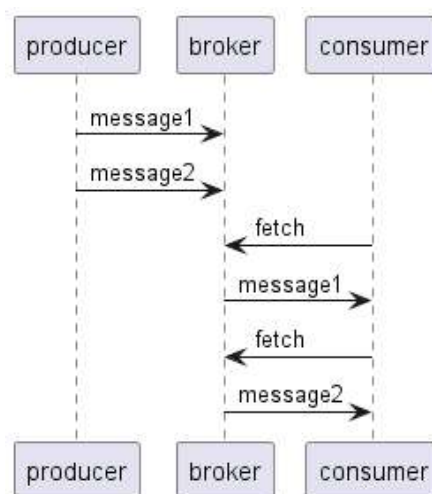 producer broker consumer
message1
message2
fetch
message1
fetch
message2
producer broker consumer